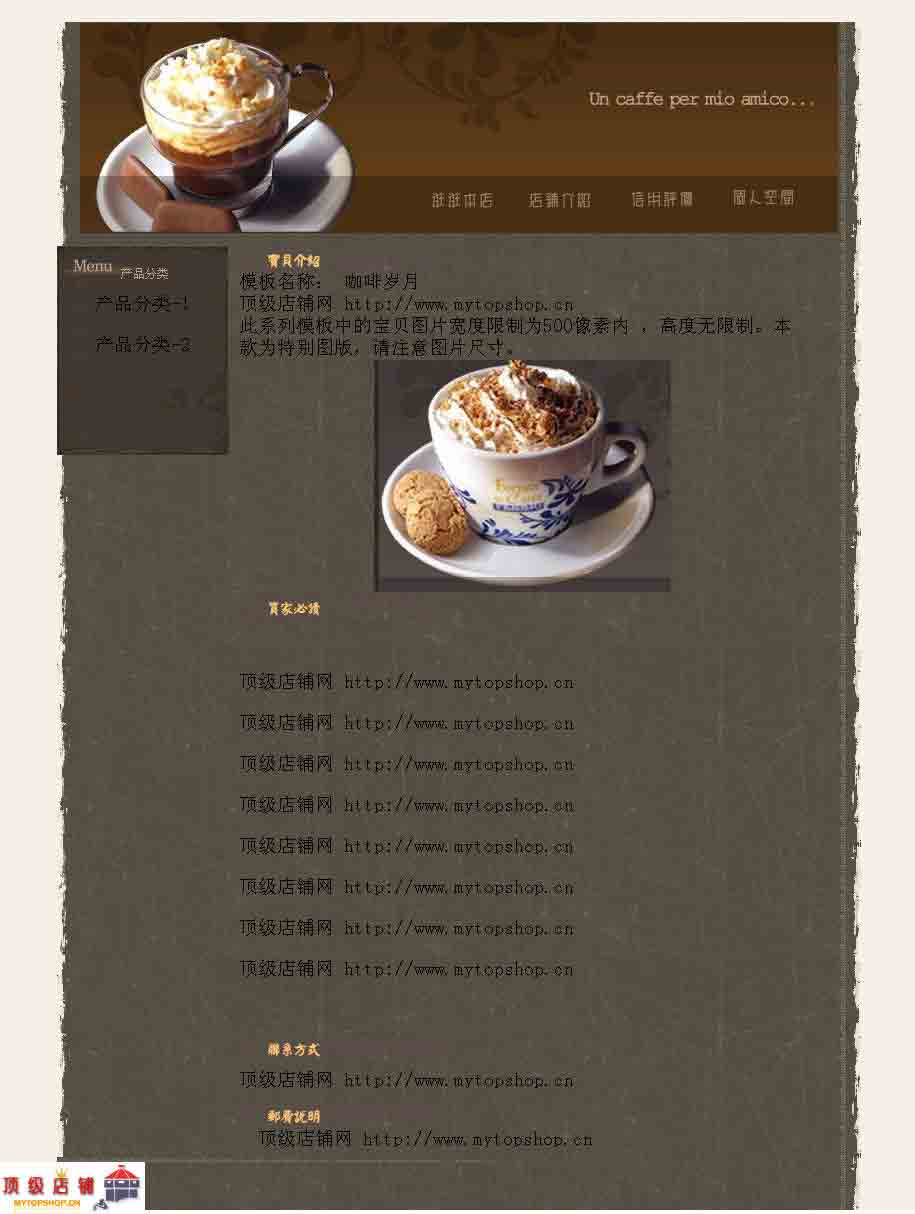 Un caffe per mio amico...
逛逛本店 店鋪介紹 信用評價 個人空間
Menu 产品分类
产品分类-1
产品分类-2
寶貝介紹
模板名称： 咖啡岁月
顶级店铺网 http://www.mytopshop.cn
此系列模板中的宝贝图片宽度限制为500像素内 ，高度无限制。本
款为特别图版，请注意图片尺寸。
買家必讀
顶级店铺网 http://www.mytopshop.cn
顶级店铺网 http://www.mytopshop.cn
顶级店铺网 http://www.mytopshop.cn
顶级店铺网 http://www.mytopshop.cn
顶级店铺网 http://www.mytopshop.cn
顶级店铺网 http://www.mytopshop.cn
顶级店铺网 http://www.mytopshop.cn
顶级店铺网 http://www.mytopshop.cn
聯系方式
顶级店铺网 http://www.mytopshop.cn
郵費説明
顶级店铺网 http://www.mytopshop.cn
顶级店铺
MYTOPSHOP.CN